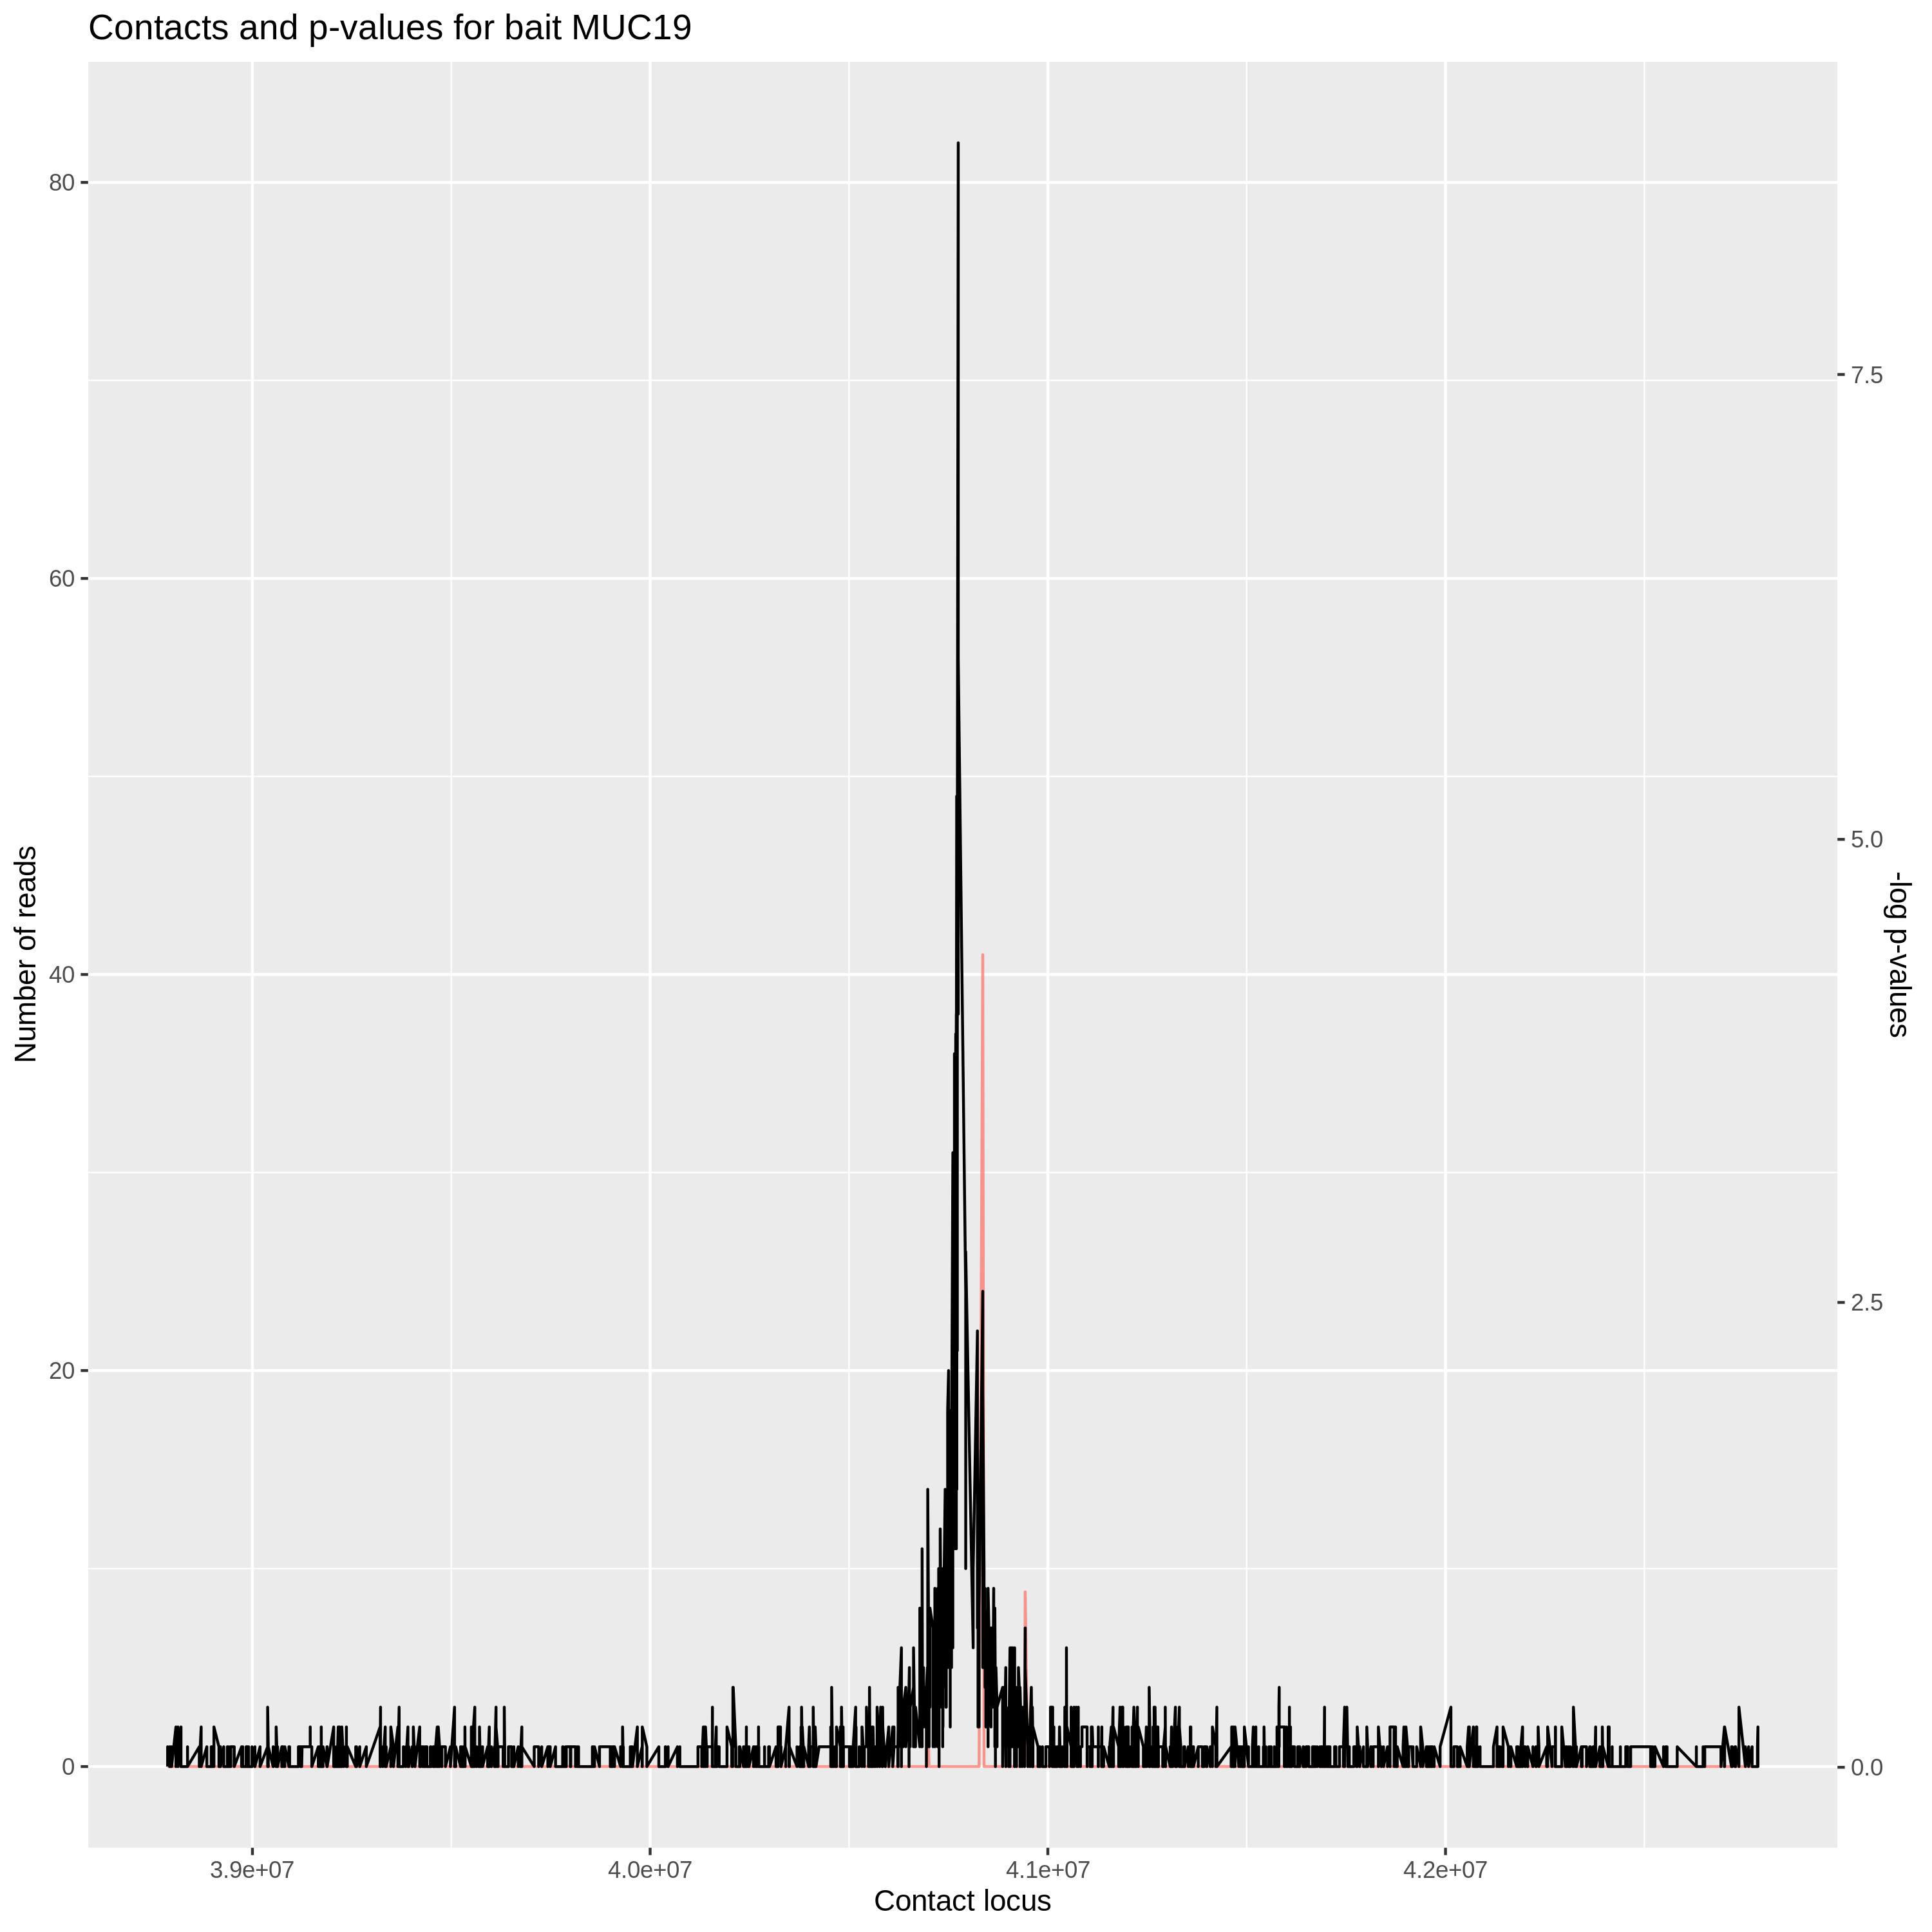 Contacts and p-values for bait MUC19
80
60
40
20
0
Number of reads
7.5
5.0
2.5
0.0
-log p-values
3.9e+07
4.0e+07
4.1e+07
4.2e+07
Contact locus